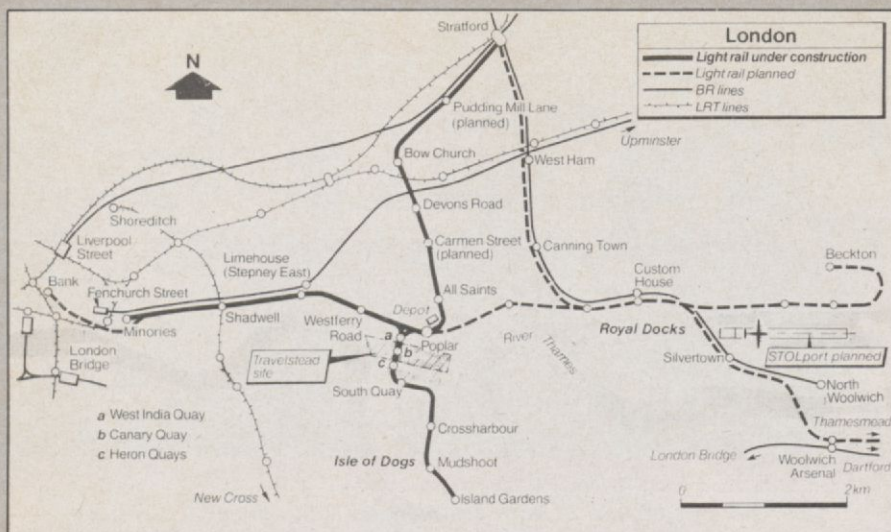 London
Light rail under construction
Light rail planned
BR lines
LRT lines
N
Stratford
Pudding Mill Lane
(planned)
Upminster
Bow Church
West Ham
Devons Road
Shoreditch
Liverpool
Street
Limehouse
(Stepney East)
Carmen Street
(planned)
Canning Town
Bank
Fenchurch Street
Custom
House
Beckton
All Saints
Depot
Minories
Shadwell
Westferry
Road
a
Poplar
b
c
River
Thames
Royal Docks
London
Bridge
Travelstead
site
Silvertown
STOLport planned
South Quay
North
Woolwich
a West India Quay
b Canary Quay
c Heron Quays
Crossharbour
Thamesmead
Isle of Dogs
Mudshoot
London Bridge
Woolwich
Arsenal
Dartford
New Cross
Island Gardens
0
2km